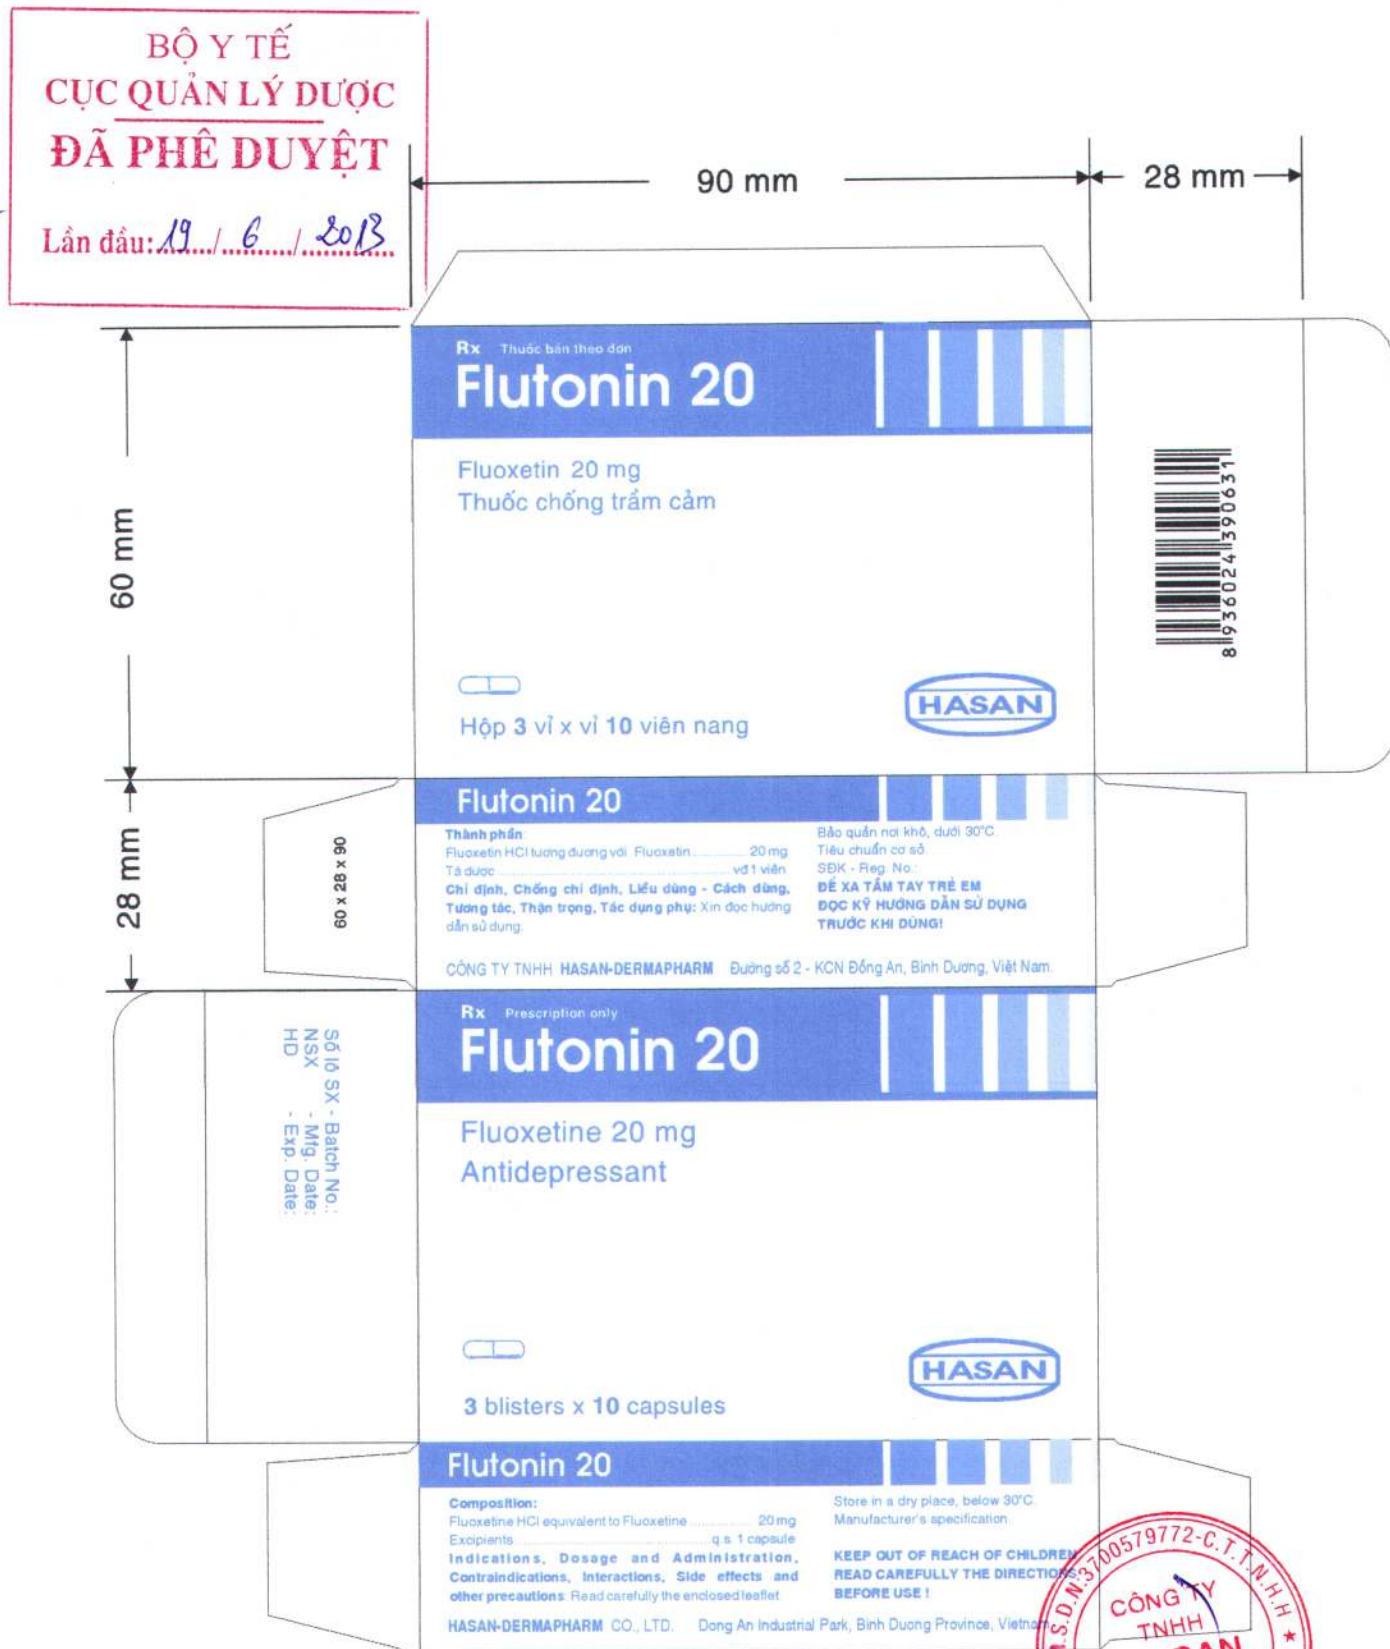 BỘ Y TẾ
CỤC QUẢN LÝ DƯỢC
ĐÃ PHÊ DUYỆT
Lần đầu: 19 / 6 / 2013
90 mm
28 mm
60 mm
28 mm
Rx Thuốc bán theo đơn
Flutonin 20
Fluoxetin 20 mg
Thuốc chống trầm cảm
Hộp 3 vỉ x vỉ 10 viên nang
HASAN
8 936024 390631
Flutonin 20
Thành phần:
Fluoxetin HCl tương đương với Fluoxetin ............... 20 mg
Tá dược ............... vđ 1 viên
Chỉ định, Chống chỉ định, Liều dùng - Cách dùng,
Tương tác, Thận trọng, Tác dụng phụ: Xin đọc hướng
dẫn sử dụng.
Bảo quản nơi khô, dưới 30°C.
Tiêu chuẩn cơ sở.
SĐK - Reg. No.:
ĐỂ XA TẦM TAY TRẺ EM
ĐỌC KỸ HƯỚNG DẪN SỬ DỤNG
TRƯỚC KHI DÙNG!
CÔNG TY TNHH HASAN-DERMAPHARM Đường số 2 - KCN Đồng An, Bình Dương, Việt Nam.
60 x 28 x 90
Số lô SX - Batch No.:
NSX - Mfg. Date:
HD - Exp. Date:
Rx Prescription only
Flutonin 20
Fluoxetine 20 mg
Antidepressant
3 blisters x 10 capsules
HASAN
Flutonin 20
Composition:
Fluoxetine HCl equivalent to Fluoxetine ............... 20 mg
Excipients ............... q.s. 1 capsule
Indications, Dosage and Administration,
Contraindications, Interactions, Side effects and
other precautions: Read carefully the enclosed leaflet
Store in a dry place, below 30°C.
Manufacturer's specification.
KEEP OUT OF REACH OF CHILDREN
READ CAREFULLY THE DIRECTIONS
BEFORE USE !
HASAN-DERMAPHARM CO., LTD. Dong An Industrial Park, Binh Duong Province, Vietnam.
S.D.N:3700579772-C.T.T.N.H.H ★
CÔNG TY
TNHH